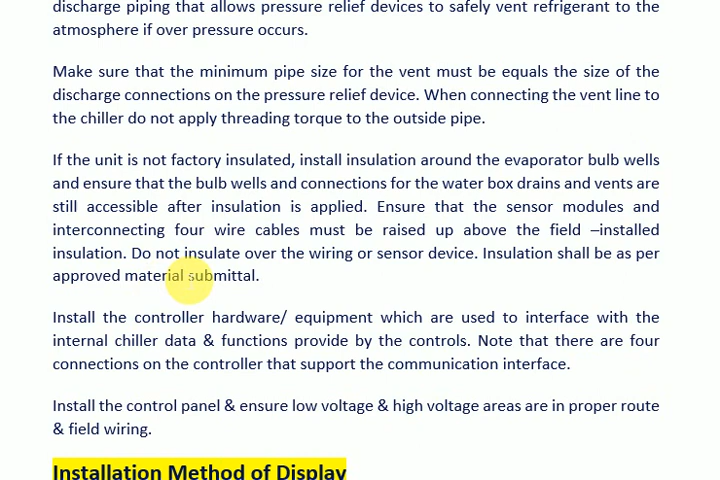 discharge piping that allows pressure relief devices to safely vent refrigerant to the
atmosphere if over pressure occurs.
Make sure that the minimum pipe size for the vent must be equals the size of the
discharge connections on the pressure relief device. When connecting the vent line to
the chiller do not apply threading torque to the outside pipe.
If the unit is not factory insulated, install insulation around the evaporator bulb wells
and ensure that the bulb wells and connections for the water box drains and vents are
still accessible after insulation is applied. Ensure that the sensor modules and
interconnecting four wire cables must be raised up above the field –installed
insulation. Do not insulate over the wiring or sensor device. Insulation shall be as per
approved material submittal.
Install the controller hardware/ equipment which are used to interface with the
internal chiller data & functions provide by the controls. Note that there are four
connections on the controller that support the communication interface.
Install the control panel & ensure low voltage & high voltage areas are in proper route
& field wiring.
Installation Method of Display